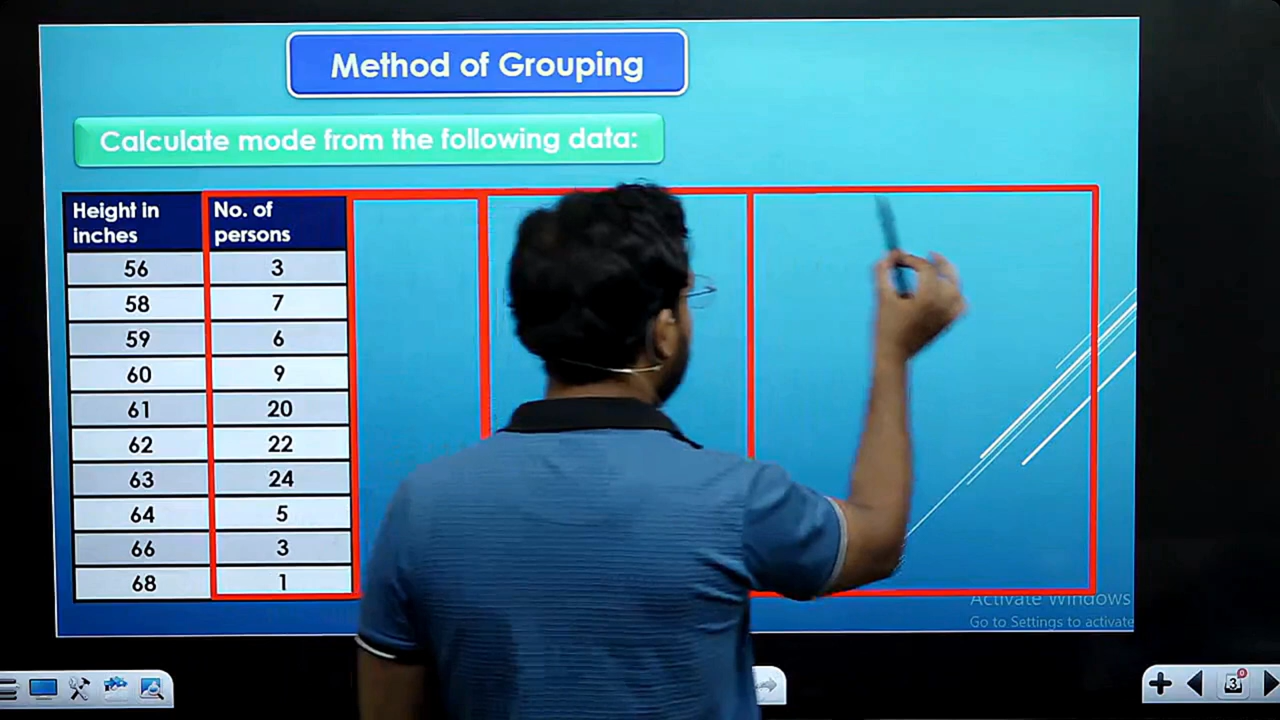 Method of Grouping
Calculate mode from the following data:
Height in inches No. of persons
56 3
58 7
59 6
60 9
61 20
62 22
63 24
64 5
66 3
68 1
Activate Windows
Go to Settings to activate
3
0